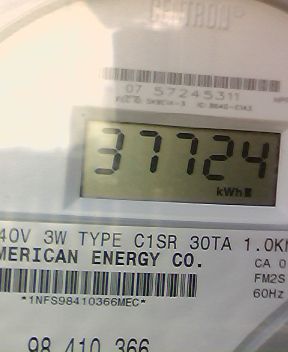 CENTRON®
07 57245311
37724
kWh
40V 3W TYPE C1SR 30TA 1.0K
MERICAN ENERGY CO.
CA 0
FM2S
60Hz
*1NFS98410366MEC*
98 410 366